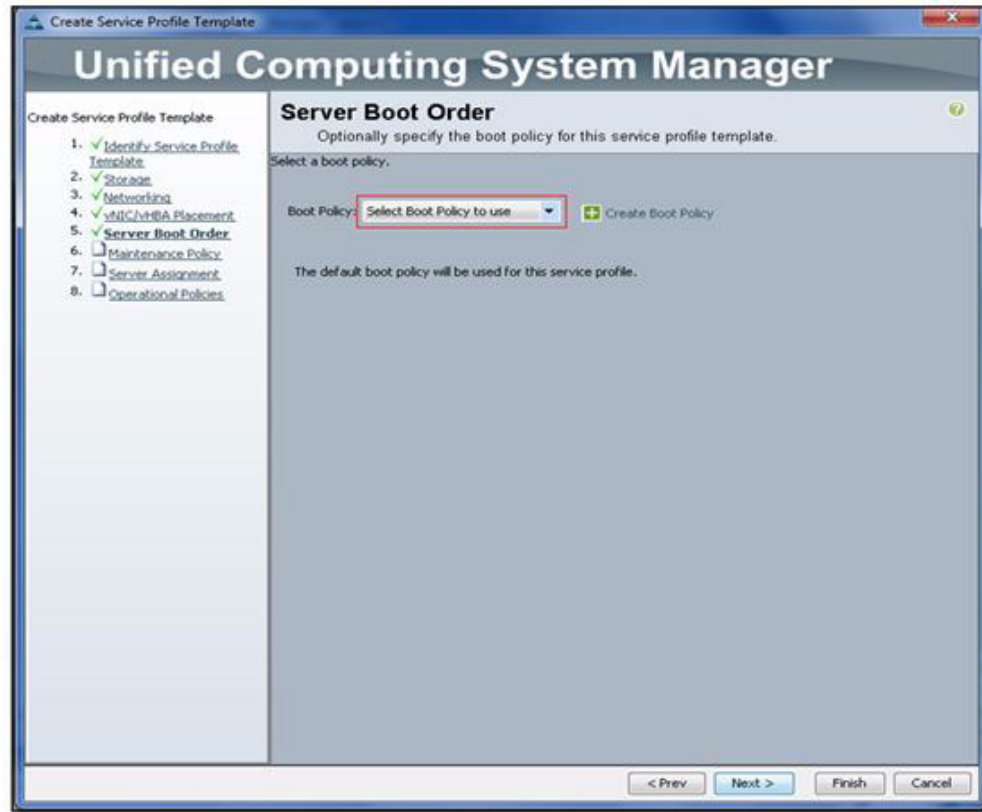 Create Service Profile Template
Unified Computing System Manager
Create Service Profile Template
1. Identify Service Profile
Template
2. Storage
3. Networking
4. vNIC/vHBA Placement
5. Server Boot Order
6. Maintenance Policy
7. Server Assignment
8. Operational Policies
Server Boot Order
Optionally specify the boot policy for this service profile template.
Select a boot policy.
Boot Policy: Select Boot Policy to use
Create Boot Policy
The default boot policy will be used for this service profile.
< Prev
Next >
Finish
Cancel